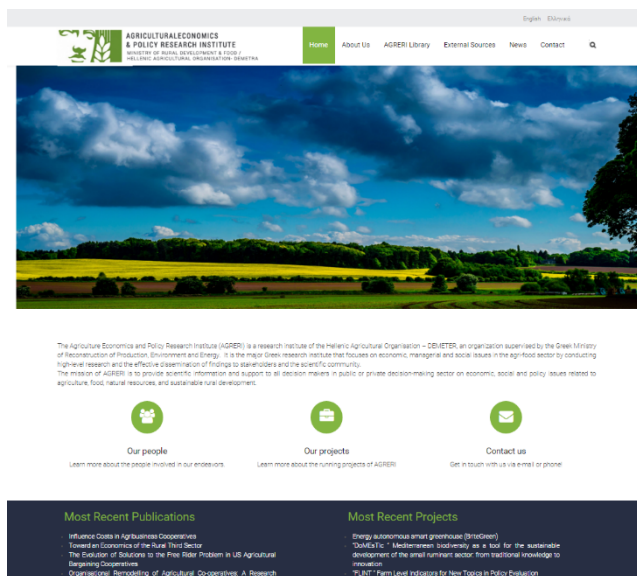 English Ελληνικά
AGRICULTURALECONOMICS
& POLICY RESEARCH INSTITUTE
MINISTRY OF RURAL DEVELOPMENT & FOOD /
HELLENIC AGRICULTURAL ORGANISATION- DEMETRA
Home About Us AGRERI Library External Sources News Contact
The Agriculture Economics and Policy Research Institute (AGRERI) is a research institute of the Hellenic Agricultural Organisation – DEMETER, an organization supervised by the Greek Ministry
of Reconstruction of Production, Environment and Energy. It is the major Greek research institute that focuses on economic, managerial and social issues in the agri-food sector by conducting
high-level research and the effective dissemination of findings to stakeholders and the scientific community.
The mission of AGRERI is to provide scientific information and support to all decision makers in public or private decision-making sector on economic, social and policy issues related to
agriculture, food, natural resources, and sustainable rural development.
Our people
Learn more about the people involved in our endeavors.
Our projects
Learn more about the running projects of AGRERI
Contact us
Get in touch with us via e-mail or phone!
Most Recent Publications
Influence Costs in Agribusiness Cooperatives
Toward an Economics of the Rural Third Sector
The Evolution of Solutions to the Free Rider Problem in US Agricultural
Bargaining Cooperatives
Organisational Remodelling of Agricultural Co-operatives: A Research
Most Recent Projects
Energy autonomous smart greenhouse (BriteGreen)
"DoMEsTic " Mediterranean biodiversity as a tool for the sustainable
development of the small ruminant sector: from traditional knowledge to
innovation
"FLINT " Farm Level Indicators for New Topics in Policy Evaluation